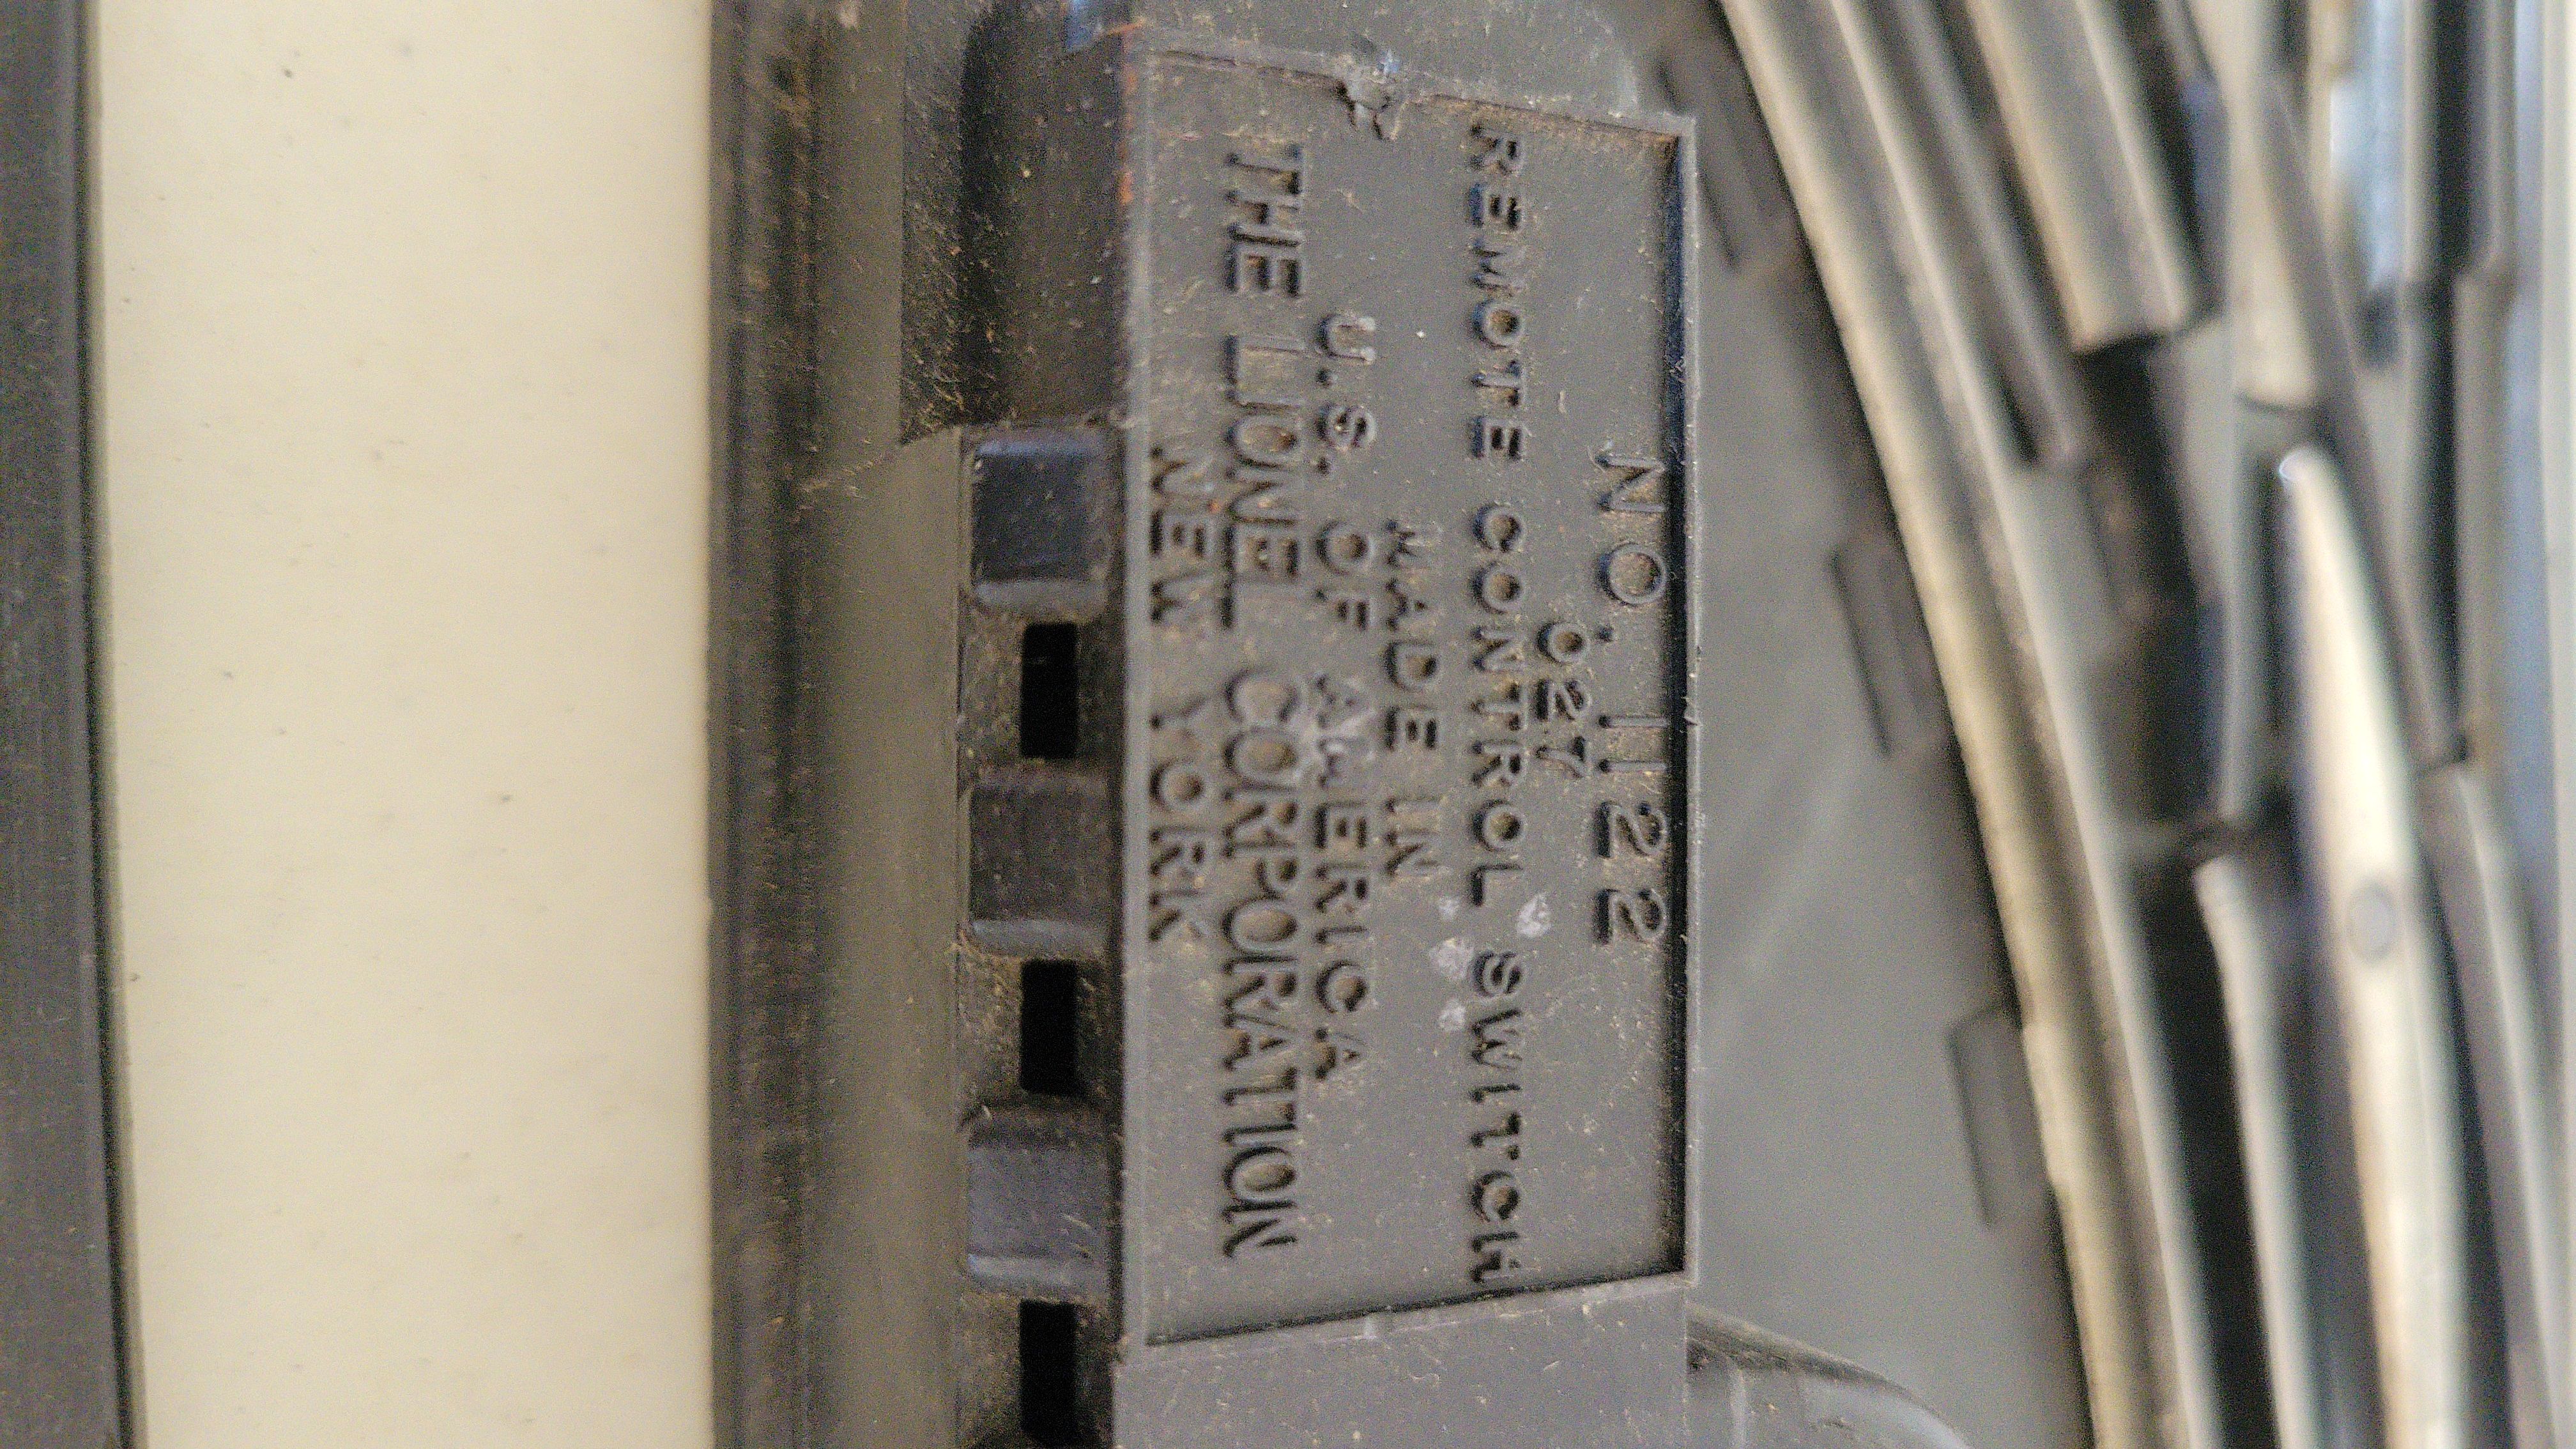 NO. 1122
027
REMOTE CONTROL SWITCH
MADE IN
U.S. OF AMERICA
THE LIONEL CORPORATION
NEW YORK